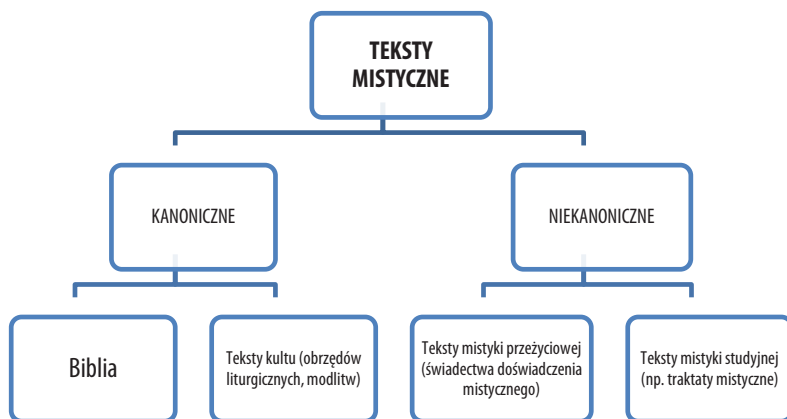 TEKSTY
MISTYCZNE
KANONICZNE
NIEKANONICZNE
Biblia
Teksty kultu (obrzędów
liturgicznych, modlitw)
Teksty mistyki przeżyciowej
(świadectwa doświadczenia
mistycznego)
Teksty mistyki studyjnej
(np. traktaty mistyczne)